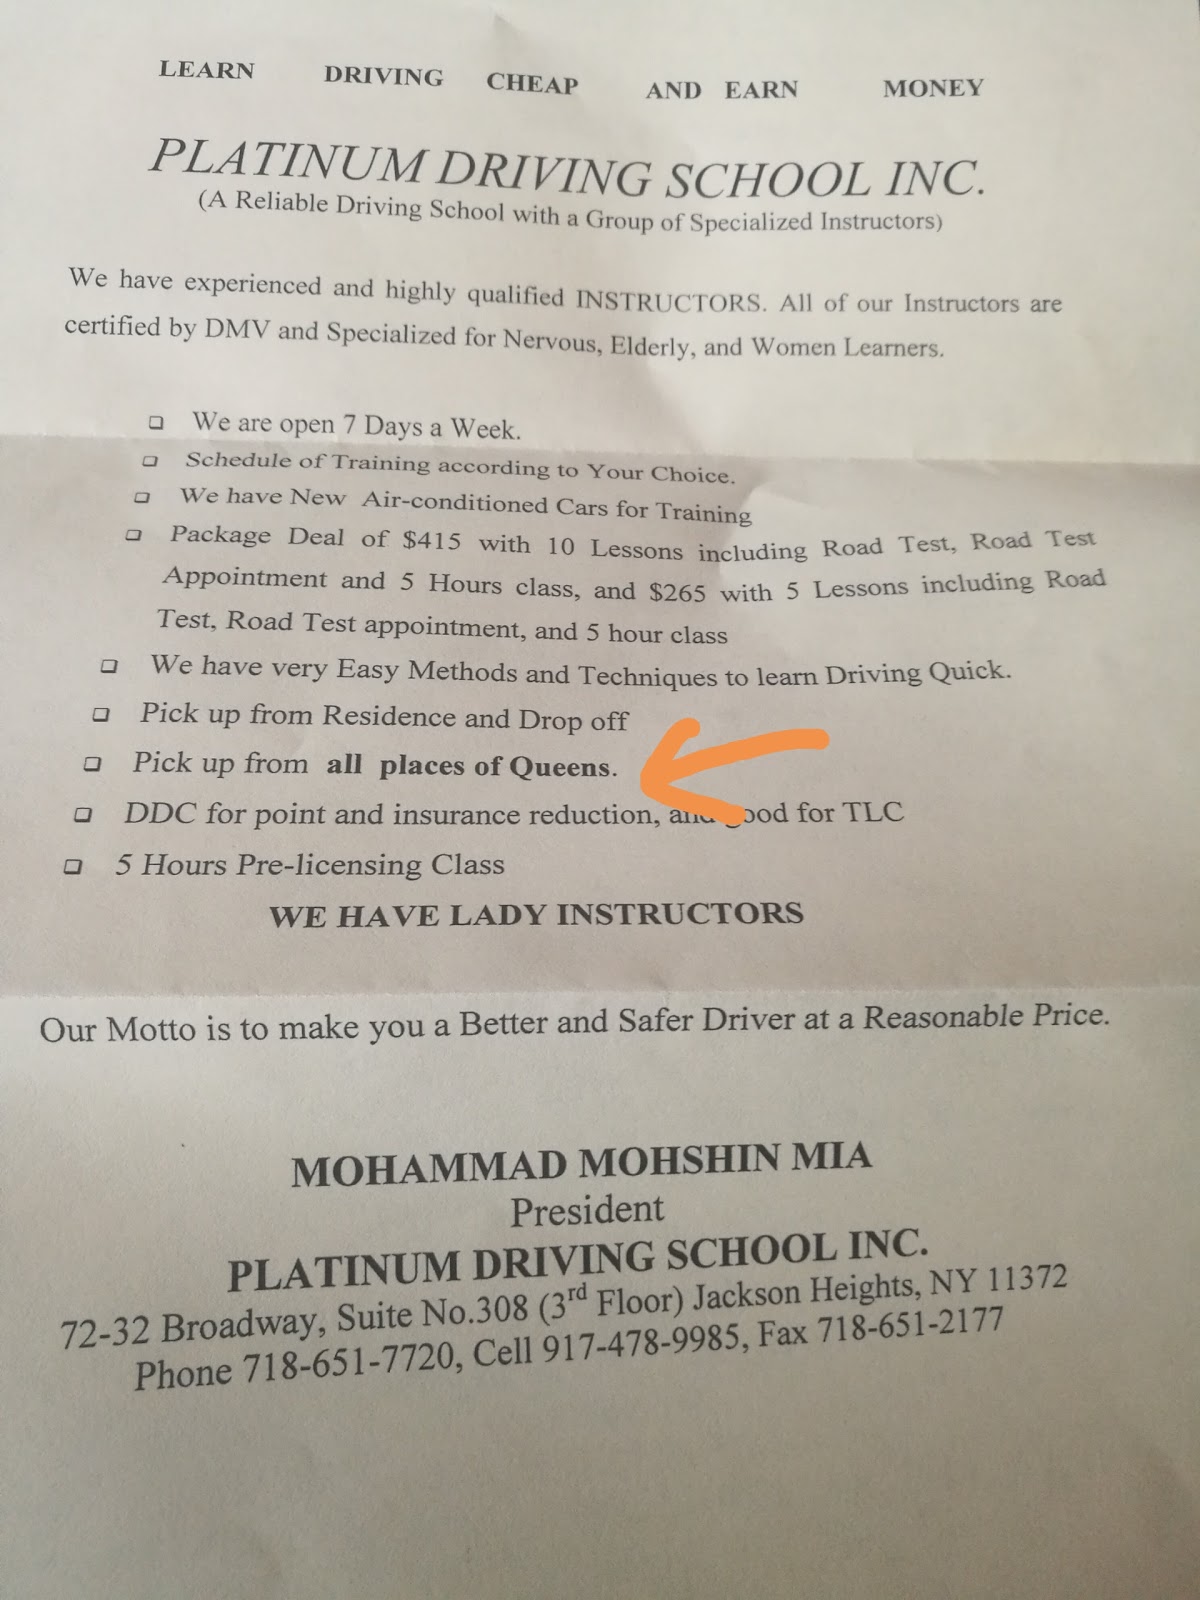 LEARN DRIVING CHEAP AND EARN MONEY
PLATINUM DRIVING SCHOOL INC.
(A Reliable Driving School with a Group of Specialized Instructors)
We have experienced and highly qualified INSTRUCTORS. All of our Instructors are
certified by DMV and Specialized for Nervous, Elderly, and Women Learners.
❑ We are open 7 Days a Week.
❑ Schedule of Training according to Your Choice.
❑ We have New Air-conditioned Cars for Training
❑ Package Deal of $415 with 10 Lessons including Road Test, Road Test
Appointment and 5 Hours class, and $265 with 5 Lessons including Road
Test, Road Test appointment, and 5 hour class
❑ We have very Easy Methods and Techniques to learn Driving Quick.
❑ Pick up from Residence and Drop off
❑ Pick up from all places of Queens.
❑ DDC for point and insurance reduction, and good for TLC
❑ 5 Hours Pre-licensing Class
WE HAVE LADY INSTRUCTORS
Our Motto is to make you a Better and Safer Driver at a Reasonable Price.
MOHAMMAD MOHSHIN MIA
President
PLATINUM DRIVING SCHOOL INC.
72-32 Broadway, Suite No.308 (3rd Floor) Jackson Heights, NY 11372
Phone 718-651-7720, Cell 917-478-9985, Fax 718-651-2177